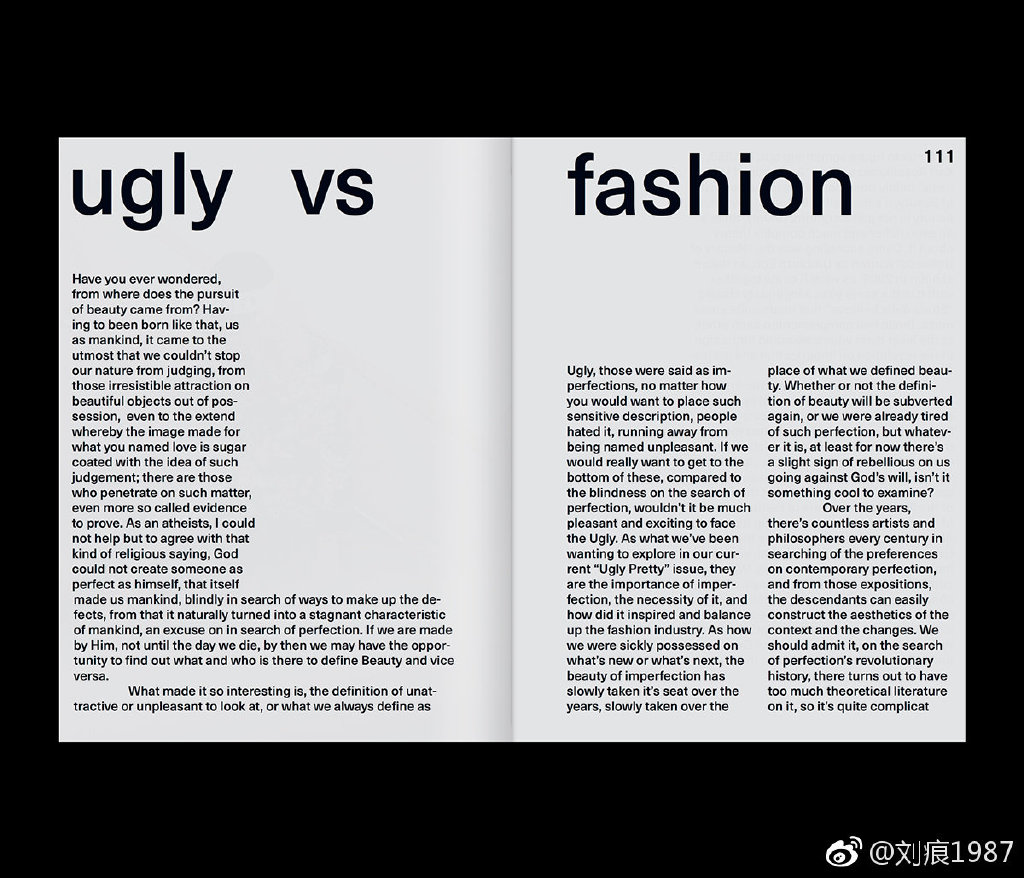 ugly vs fashion
111
Have you ever wondered,
from where does the pursuit
of beauty came from? Hav-
ing to been born like that, us
as mankind, it came to the
utmost that we couldn't stop
our nature from judging, from
those irresistible attraction on
beautiful objects out of pos-
session, even to the extend
whereby the image made for
what you named love is sugar
coated with the idea of such
judgement; there are those
who penetrate on such matter,
even more so called evidence
to prove. As an atheists, I could
not help but to agree with that
kind of religious saying, God
could not create someone as
perfect as himself, that itself
made us mankind, blindly in search of ways to make up the de-
fects, from that it naturally turned into a stagnant characteristic
of mankind, an excuse on in search of perfection. If we are made
by Him, not until the day we die, by then we may have the oppor-
tunity to find out what and who is there to define Beauty and vice
versa.
What made it so interesting is, the definition of unat-
tractive or unpleasant to look at, or what we always define as
Ugly, those were said as im-
perfections, no matter how
you would want to place such
sensitive description, people
hated it, running away from
being named unpleasant. If we
would really want to get to the
bottom of these, compared to
the blindness on the search of
perfection, wouldn't it be much
pleasant and exciting to face
the Ugly. As what we've been
wanting to explore in our cur-
rent "Ugly Pretty" issue, they
are the importance of imper-
fection, the necessity of it, and
how did it inspired and balance
up the fashion industry. As how
we were sickly possessed on
what's new or what's next, the
beauty of imperfection has
slowly taken it's seat over the
years, slowly taken over the
place of what we defined beau-
ty. Whether or not the defini-
tion of beauty will be subverted
again, or we were already tired
of such perfection, but whatev-
er it is, at least for now there's
a slight sign of rebellious on us
going against God's will, isn't it
something cool to examine?
Over the years,
there's countless artists and
philosophers every century in
searching of the preferences
on contemporary perfection,
and from those expositions,
the descendants can easily
construct the aesthetics of the
context and the changes. We
should admit it, on the search
of perfection's revolutionary
history, there turns out to have
too much theoretical literature
on it, so it's quite complicat
@刘痕1987